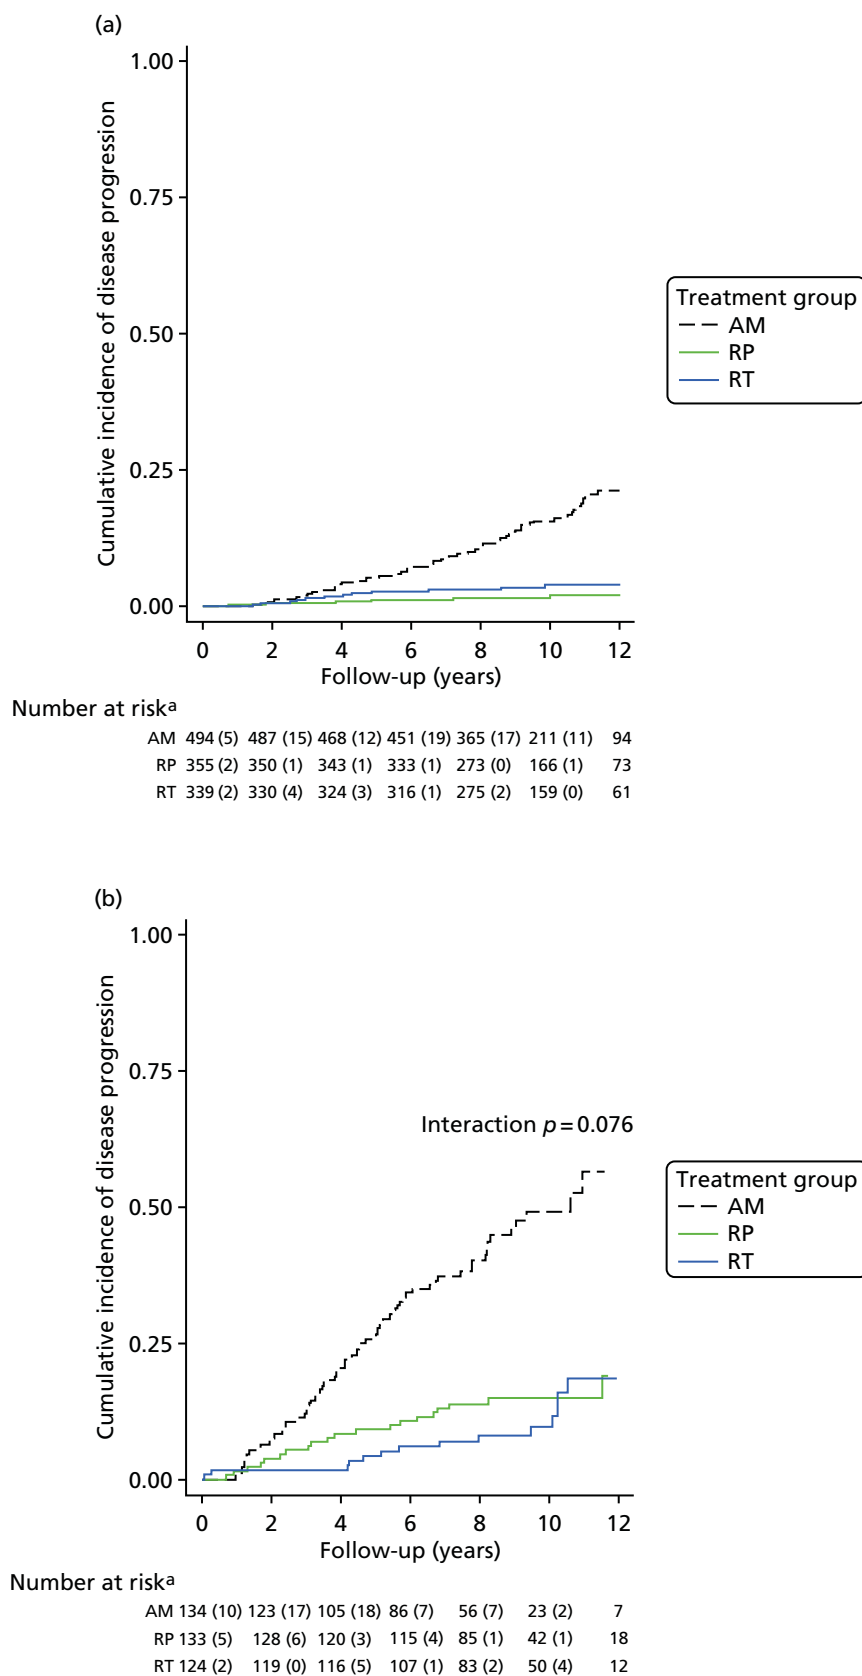 (a)
Cumulative incidence of disease progression
1.00
0.75
0.50
0.25
0.00
0 2 4 6 8 10 12
Follow-up (years)
Treatment group
AM
RP
RT
Number at riskᵃ
AM 494 (5) 487 (15) 468 (12) 451 (19) 365 (17) 211 (11) 94
RP 355 (2) 350 (1) 343 (1) 333 (1) 273 (0) 166 (1) 73
RT 339 (2) 330 (4) 324 (3) 316 (1) 275 (2) 159 (0) 61
(b)
Cumulative incidence of disease progression
1.00
0.75
0.50
0.25
0.00
Interaction p=0.076
0 2 4 6 8 10 12
Follow-up (years)
Treatment group
AM
RP
RT
Number at riskᵃ
AM 134 (10) 123 (17) 105 (18) 86 (7) 56 (7) 23 (2) 7
RP 133 (5) 128 (6) 120 (3) 115 (4) 85 (1) 42 (1) 18
RT 124 (2) 119 (0) 116 (5) 107 (1) 83 (2) 50 (4) 12